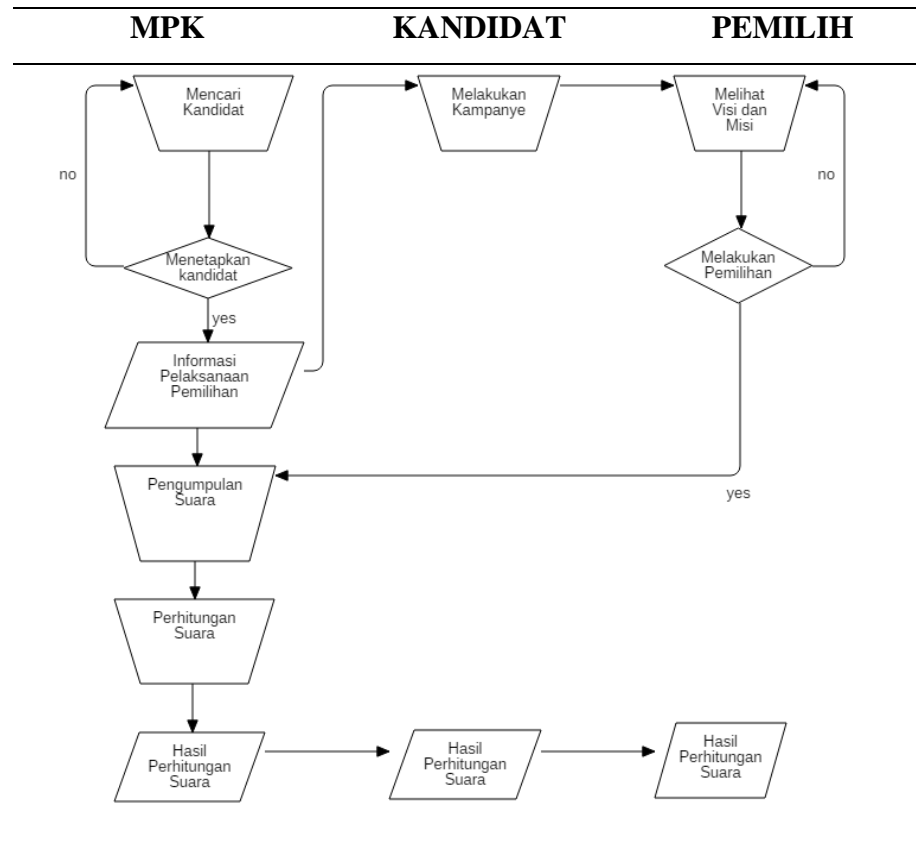 MPK KANDIDAT PEMILIH
Mencari
Kandidat
Melakukan
Kampanye
Melihat
Visi dan
Misi
no
no
Menetapkan
kandidat
Melakukan
Pemilihan
yes
Informasi
Pelaksanaan
Pemilihan
Pengumpulan
Suara
yes
Perhitungan
Suara
Hasil
Perhitungan
Suara
Hasil
Perhitungan
Suara
Hasil
Perhitungan
Suara